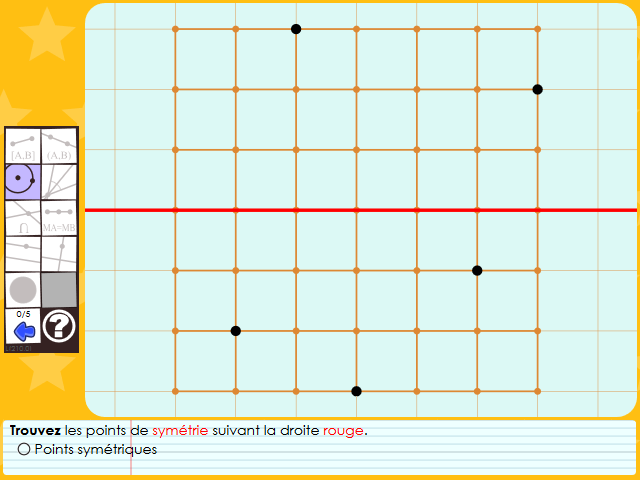 [A,B]
(A,B)
∩
MA=MB
0/5
?
Trouvez les points de symétrie suivant la droite rouge.
Points symétriques